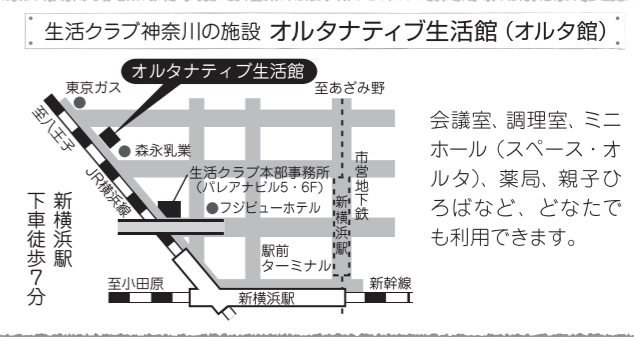 生活クラブ神奈川の施設 オルタナティブ生活館（オルタ館）
オルタナティブ生活館
東京ガス
至あざみ野
至八王子
森永乳業
JR横浜線
生活クラブ本部事務所
（バレアナビル5・6F）
フジビューホテル
市営地下鉄
新横浜駅
新横浜駅
下車徒歩7分
駅前
ターミナル
至小田原
新横浜駅
新幹線
会議室、調理室、ミニ
ホール（スペース・オ
ルタ）、薬局、親子ひ
ろばなど、どなたで
も利用できます。